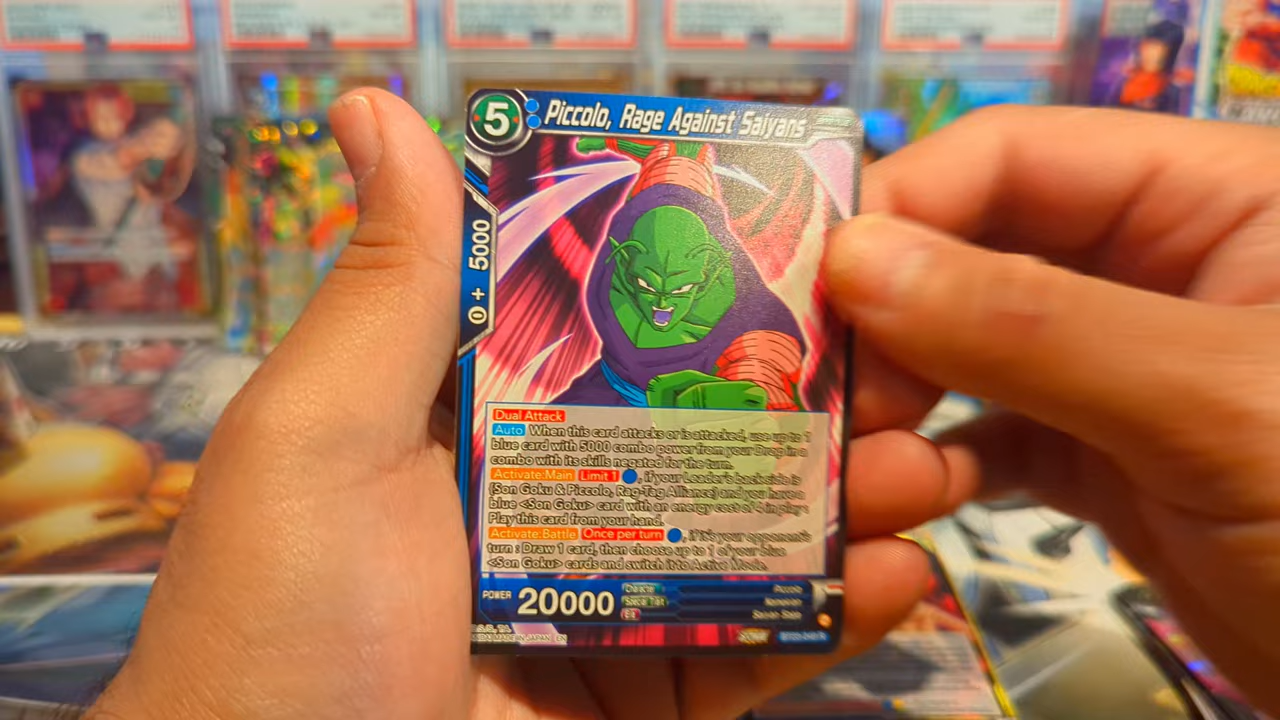 5 Piccolo, Rage Against Saiyans
0 + 5000
Dual Attack
Auto When this card attacks or is attacked, use up to 1
blue card with 5000 combo power from your Drop in a
combo with its skills negated for the turn.
Activate:Main Limit 1 , if your Leader's backside is
(Son Goku & Piccolo, Rag-Tag Alliance) and you have a
blue <Son Goku> card with an energy cost of 4 in play :
Play this card from your hand.
Activate:Battle Once per turn , if it's your opponent's
turn : Draw 1 card, then choose up to 1 of your blue
<Son Goku> cards and switch it to Active Mode.
POWER 20000
Character Piccolo
Special Trait Namekian
Era Saiyan Saga
MADE IN JAPAN EN